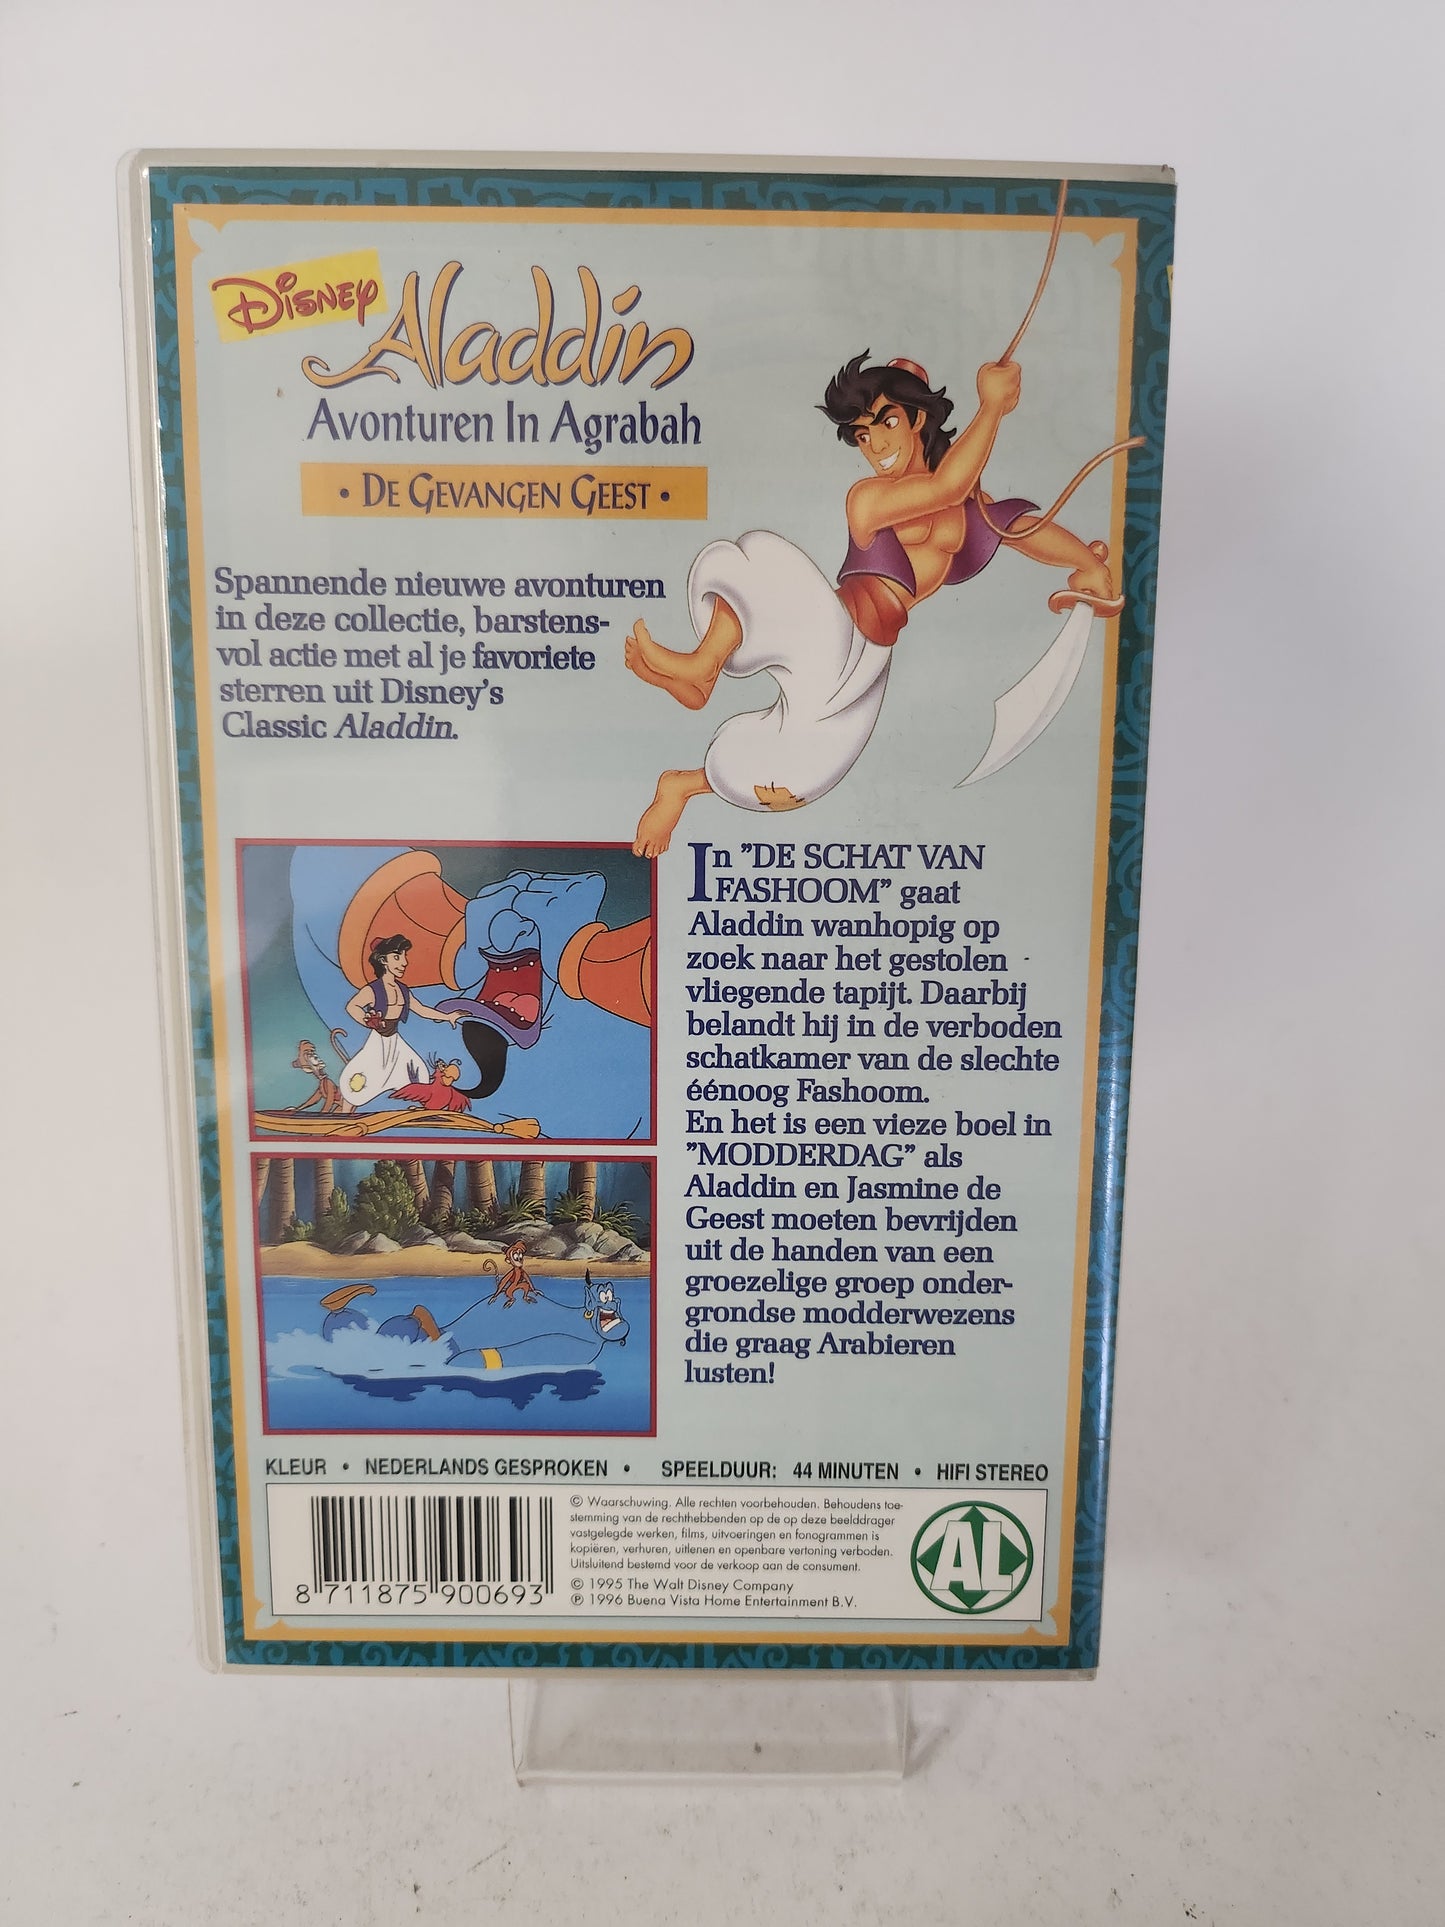 Disney
Aladdin
Avonturen In Agrabah
• De Gevangen Geest •
Spannende nieuwe avonturen
in deze collectie, barstens-
vol actie met al je favoriete
sterren uit Disney's
Classic Aladdin.
In "DE SCHAT VAN
FASHOOM" gaat
Aladdin wanhopig op
zoek naar het gestolen
vliegende tapijt. Daarbij
belandt hij in de verboden
schatkamer van de slechte
éénoog Fashoom.
En het is een vieze boel in
"MODDERDAG" als
Aladdin en Jasmine de
Geest moeten bevrijden
uit de handen van een
groezelige groep onder-
grondse modderwezens
die graag Arabieren
lusten!
KLEUR • NEDERLANDS GESPROKEN • SPEELDUUR: 44 MINUTEN • HIFI STEREO
© Waarschuwing. Alle rechten voorbehouden. Behoudens toe-
stemming van de rechthebbenden op de op deze beelddrager
vastgelegde werken, films, uitvoeringen en fonogrammen is
kopiëren, verhuren, uitlenen en openbare vertoning verboden.
Uitsluitend bestemd voor de verkoop aan de consument.
© 1995 The Walt Disney Company
℗ 1996 Buena Vista Home Entertainment B.V.
8 711875 900693
AL